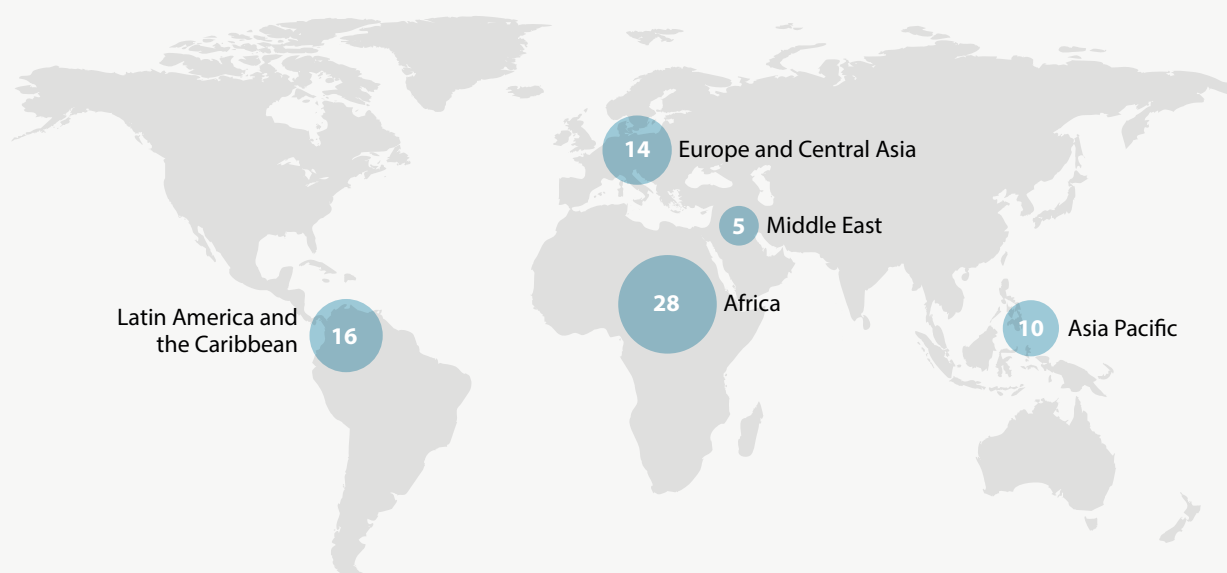 14 Europe and Central Asia
5 Middle East
28 Africa
Latin America and
the Caribbean
16
10 Asia Pacific